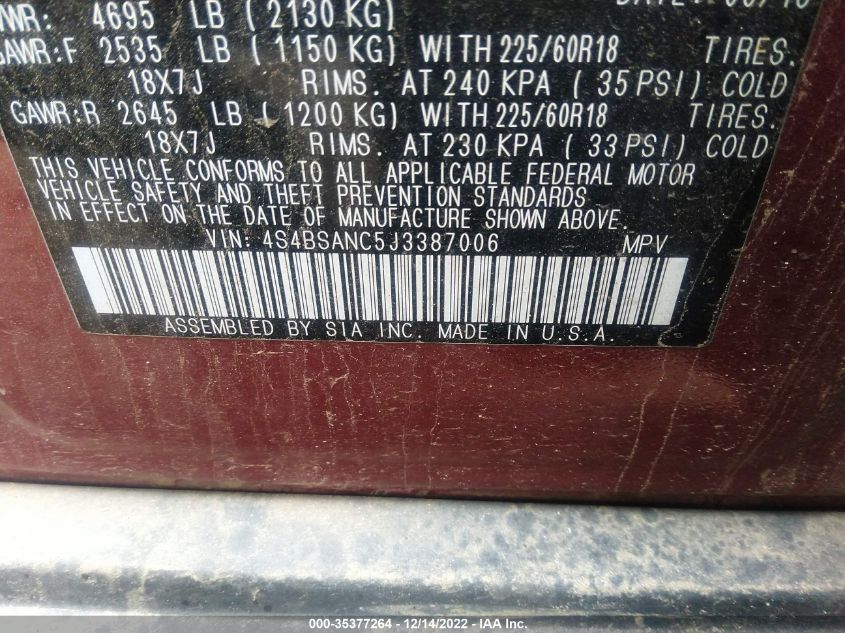 4695 LB ( 2130 KG)
GAWR:F 2535 LB ( 1150 KG) WITH 225/60R18 TIRES.
18X7J RIMS. AT 240 KPA ( 35 PSI) COLD
GAWR:R 2645 LB ( 1200 KG) WITH 225/60R18 TIRES.
18X7J RIMS. AT 230 KPA ( 33 PSI) COLD
THIS VEHICLE CONFORMS TO ALL APPLICABLE FEDERAL MOTOR
VEHICLE SAFETY AND THEFT PREVENTION STANDARDS
IN EFFECT ON THE DATE OF MANUFACTURE SHOWN ABOVE.
VIN: 4S4BSANC5J3387006 MPV
ASSEMBLED BY SIA INC. MADE IN U.S.A.
000-35377264 - 12/14/2022 - IAAI.COM